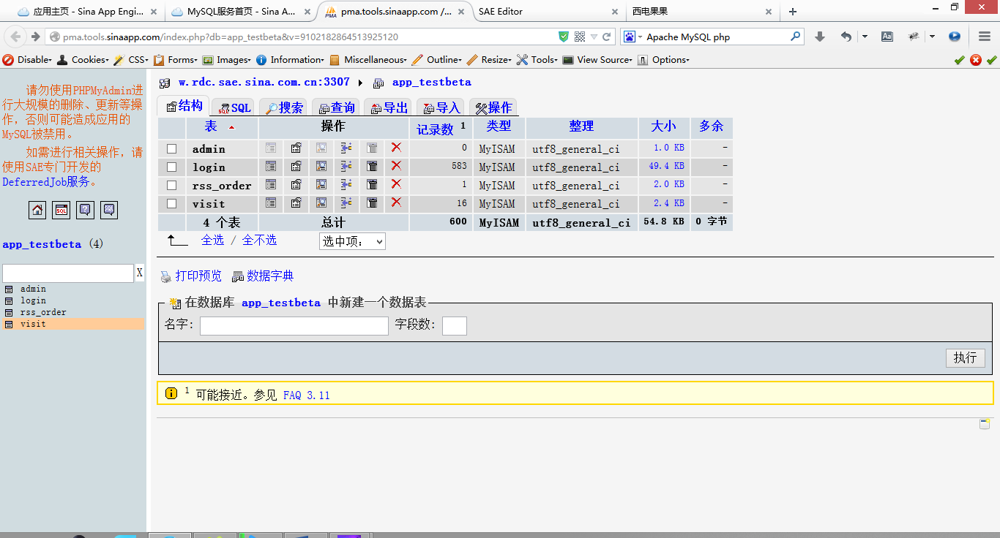 应用主页 - Sina App Engi...
MySQL服务首页 - Sina A...
pma.tools.sinaapp.com /...
SAE Editor
西电果果
pma.tools.sinaapp.com/index.php?db=app_testbeta&v=9102182864513925120
Apache MySQL php
Disable Cookies CSS Forms Images Information Miscellaneous Outline Resize Tools View Source Options
请勿使用PHPMyAdmin进
行大规模的删除、更新等操
作，否则可能造成应用的
MySQL被禁用。
如需进行相关操作，请
使用SAE专门开发的
DeferredJob服务。
SQL
app_testbeta (4)
X
admin
login
rss_order
visit
w.rdc.sae.sina.com.cn:3307 app_testbeta
结构 SQL 搜索 查询 导出 导入 操作
表 操作 记录数 1 类型 整理 大小 多余
admin 0 MyISAM utf8_general_ci 1.0 KB -
login 583 MyISAM utf8_general_ci 49.4 KB -
rss_order 1 MyISAM utf8_general_ci 2.0 KB -
visit 16 MyISAM utf8_general_ci 2.4 KB -
4 个表 总计 600 MyISAM utf8_general_ci 54.8 KB 0 字节
全选 / 全不选 选中项：
打印预览 数据字典
在数据库 app_testbeta 中新建一个数据表
名字： 字段数：
执行
1 可能接近。参见 FAQ 3.11